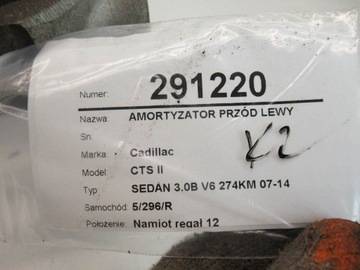 Numer: 291220
Nazwa: AMORTYZATOR PRZÓD LEWY
Sn:
Marka: Cadillac
Model: CTS II
Typ: SEDAN 3.0B V6 274KM 07-14
Samochód: 5/296/R
Położenie: Namiot regał 12